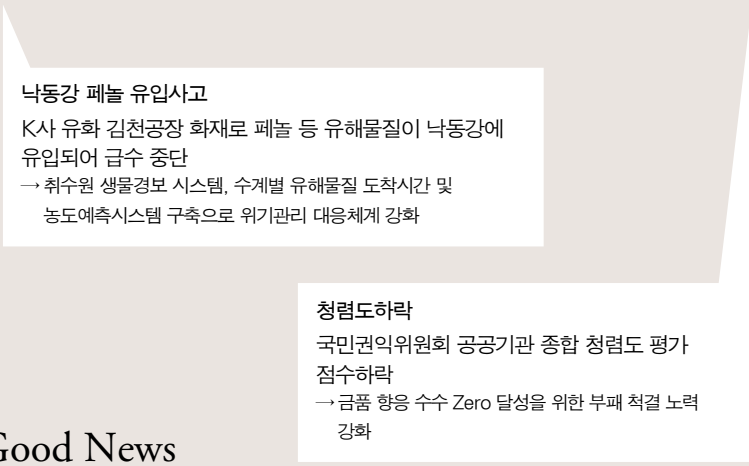 낙동강 페놀 유입사고
K사 유화 김천공장 화재로 페놀 등 유해물질이 낙동강에
유입되어 급수 중단
→ 취수원 생물경보 시스템, 수계별 유해물질 도착시간 및
농도예측시스템 구축으로 위기관리 대응체계 강화
청렴도하락
국민권익위원회 공공기관 종합 청렴도 평가
점수하락
→ 금품 향응 수수 Zero 달성을 위한 부패 척결 노력
강화
Good News